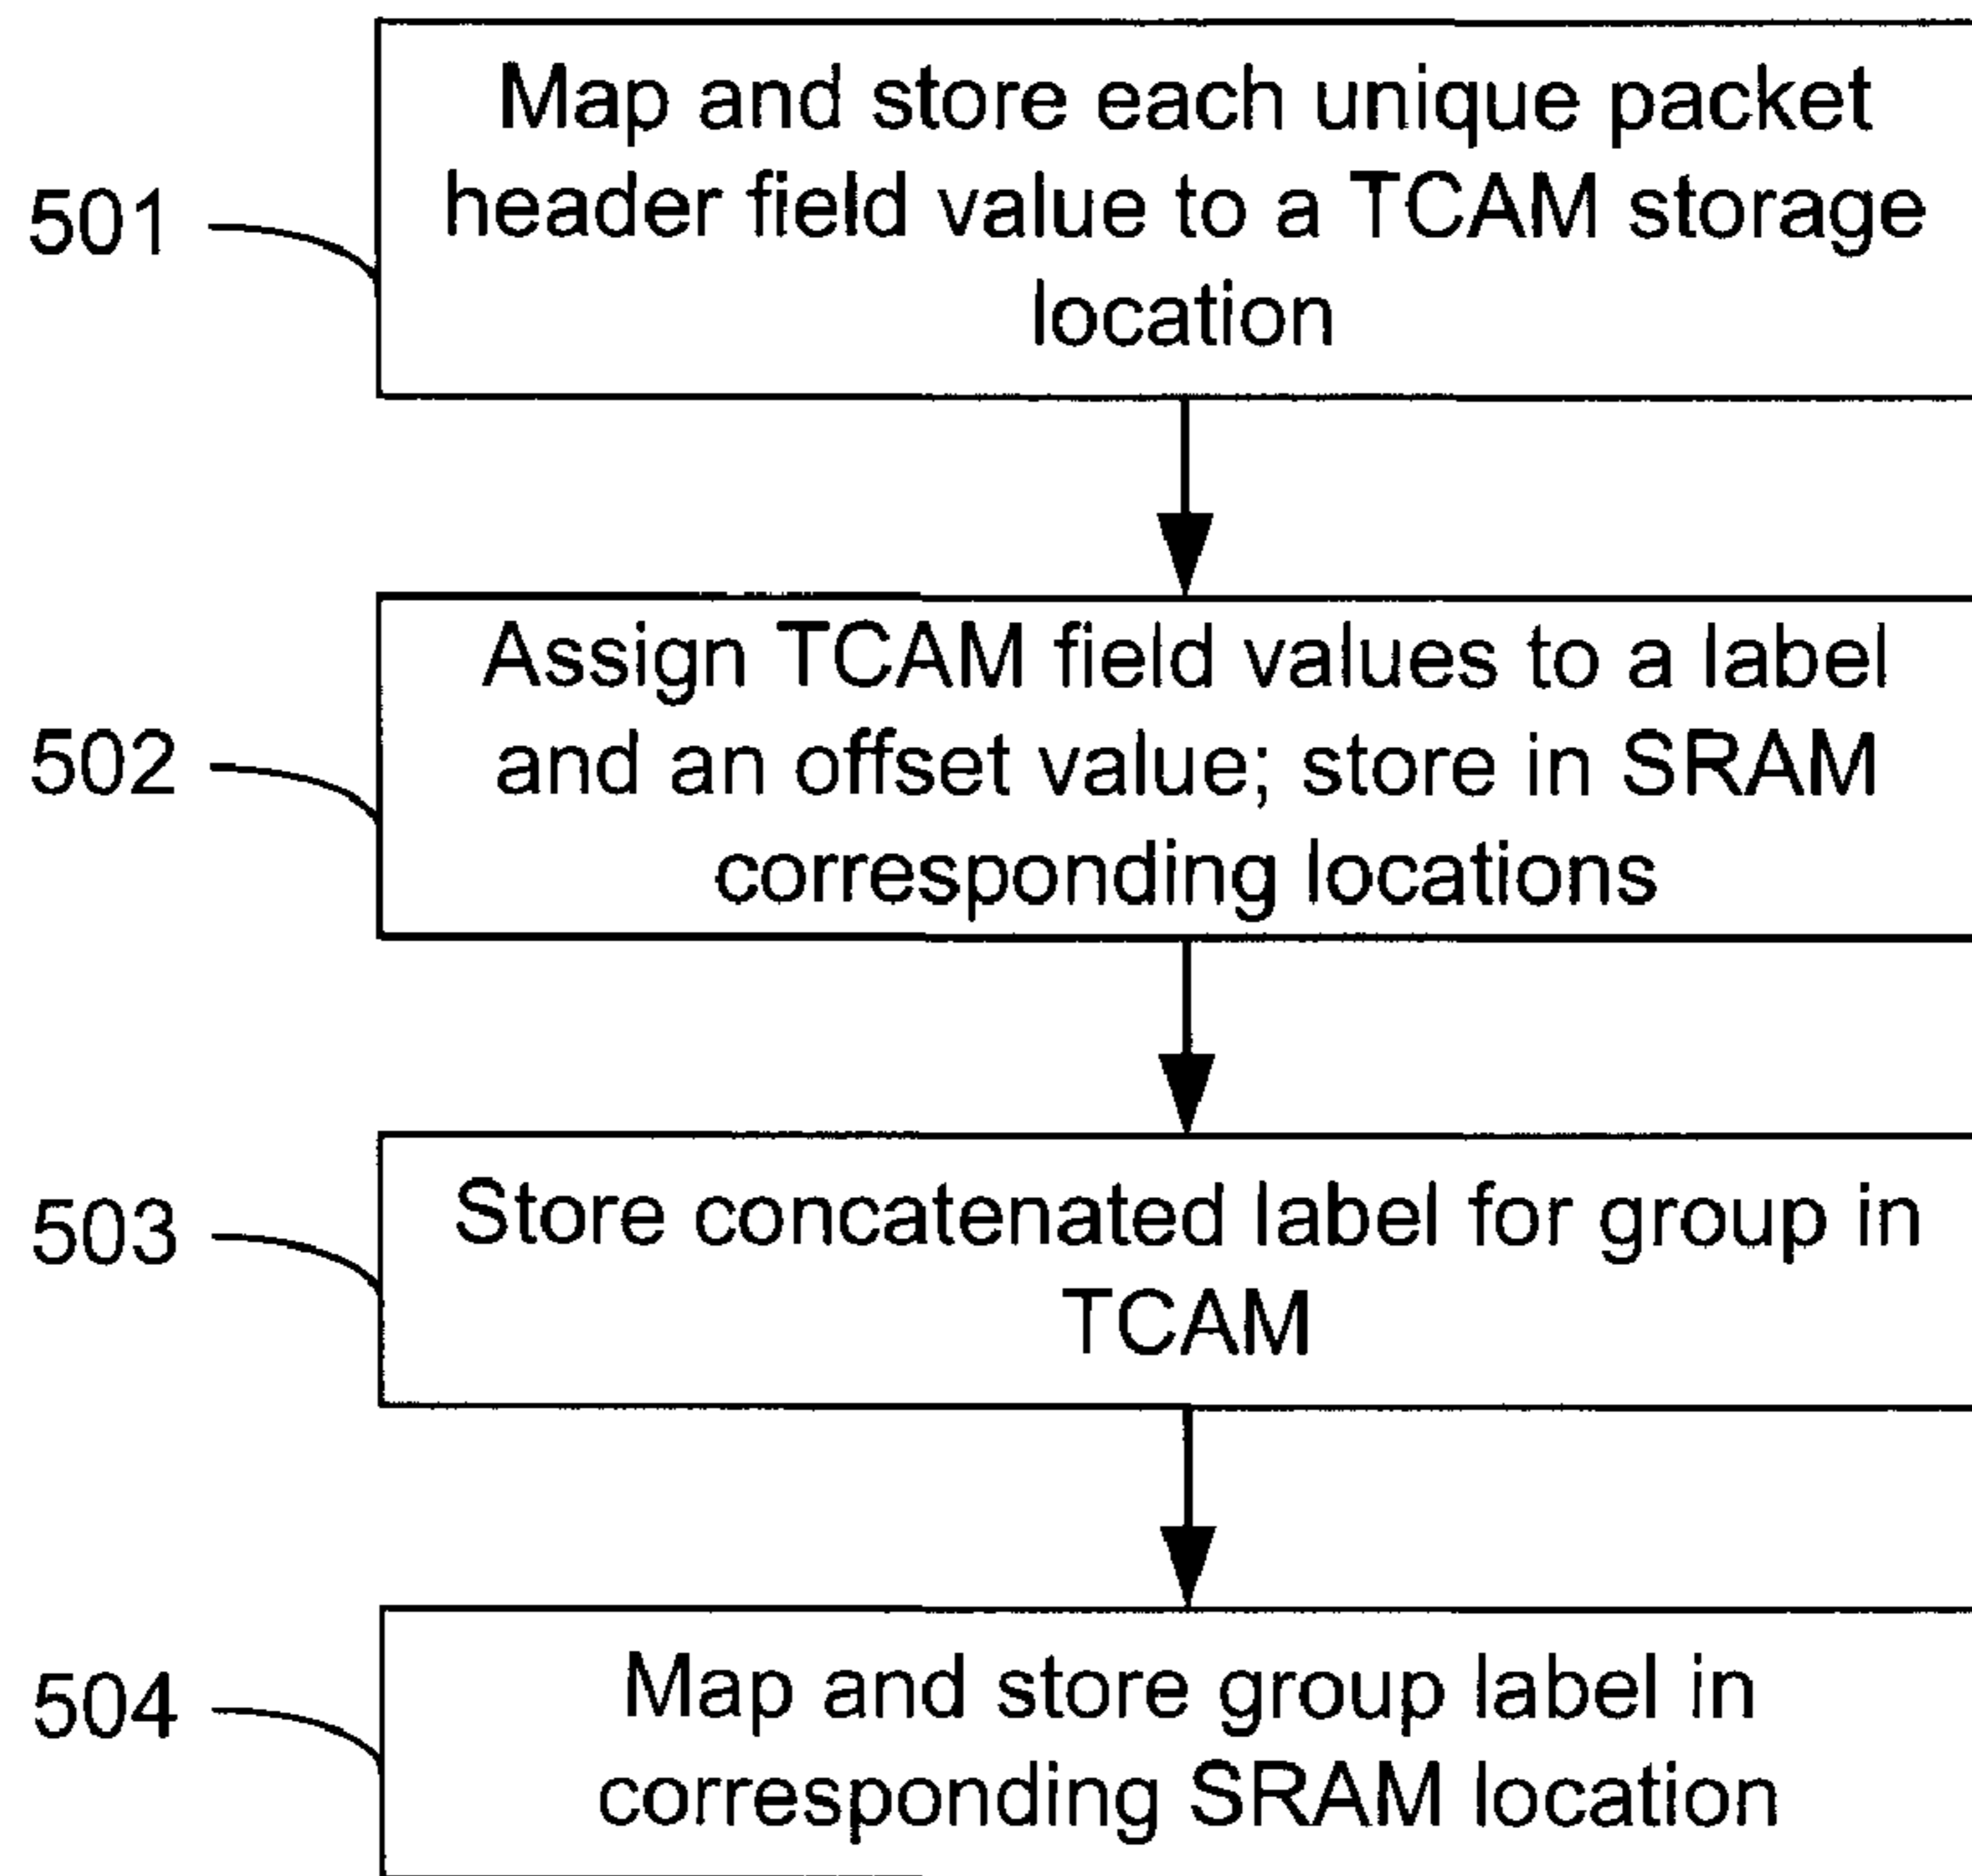 501
Map and store each unique packet
header field value to a TCAM storage
location
502
Assign TCAM field values to a label
and an offset value; store in SRAM
corresponding locations
503
Store concatenated label for group in
TCAM
504
Map and store group label in
corresponding SRAM location